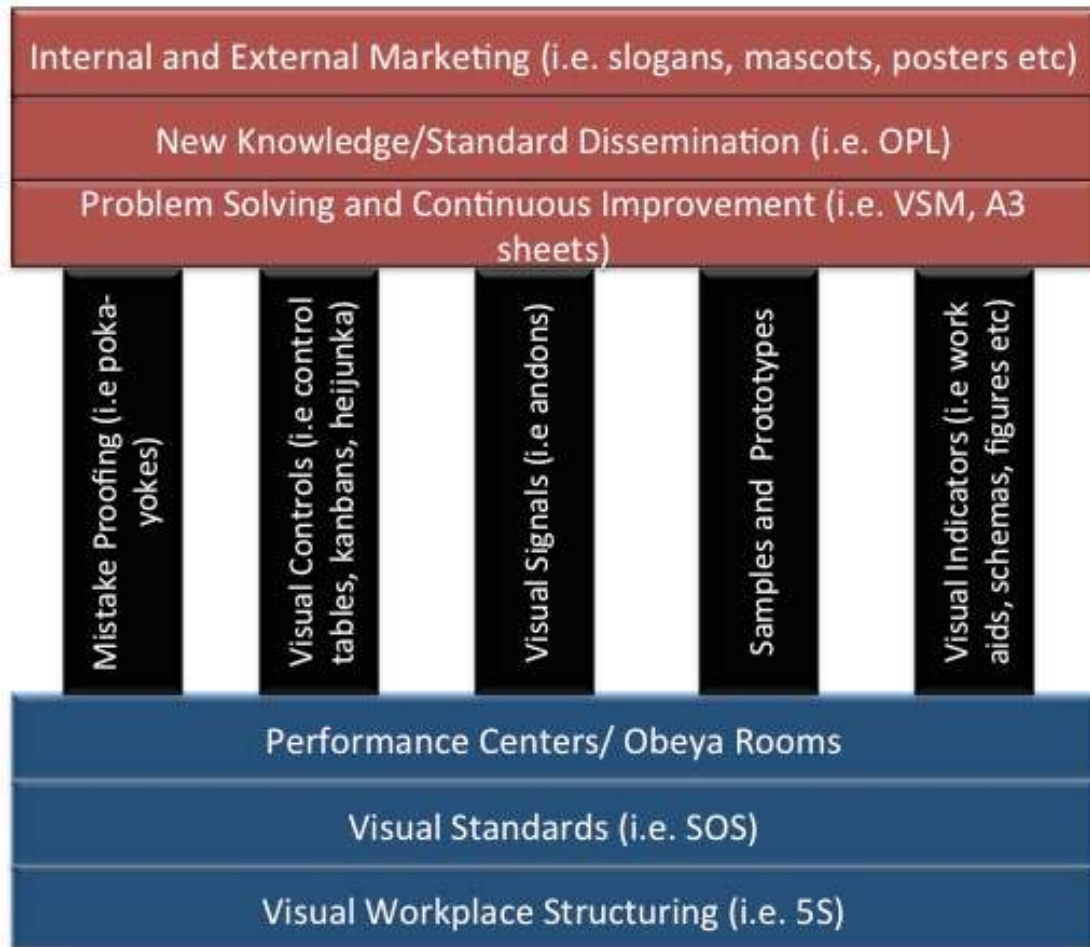 Internal and External Marketing (i.e. slogans, mascots, posters etc)
New Knowledge/Standard Dissemination (i.e. OPL)
Problem Solving and Continuous Improvement (i.e. VSM, A3
sheets)
Mistake Proofing (i.e poka-
yokes)
Visual Controls (i.e control
tables, kanbans, heijunka)
Visual Signals (i.e andons)
Samples and Prototypes
Visual Indicators (i.e work
aids, schemas, figures etc)
Performance Centers/ Obeya Rooms
Visual Standards (i.e. SOS)
Visual Workplace Structuring (i.e. 5S)